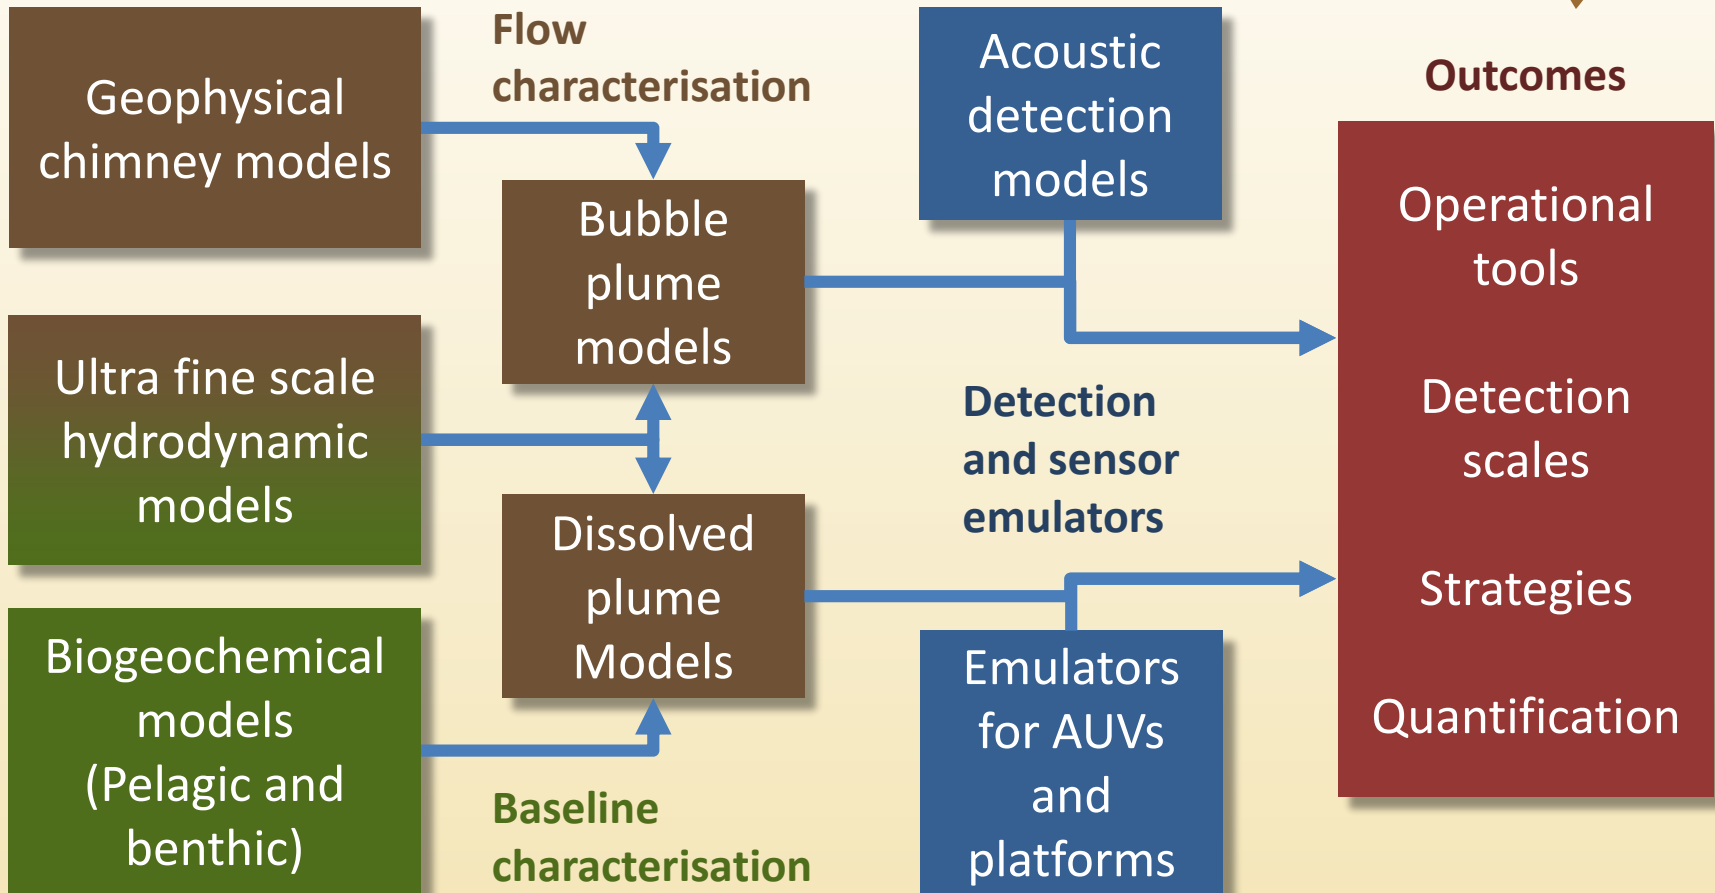 Geophysical
chimney models
Flow
characterisation
Bubble
plume
models
Acoustic
detection
models
Outcomes
Operational
tools
Detection
scales
Strategies
Quantification
Ultra fine scale
hydrodynamic
models
Detection
and sensor
emulators
Dissolved
plume
Models
Biogeochemical
models
(Pelagic and
benthic)
Baseline
characterisation
Emulators
for AUVs
and
platforms